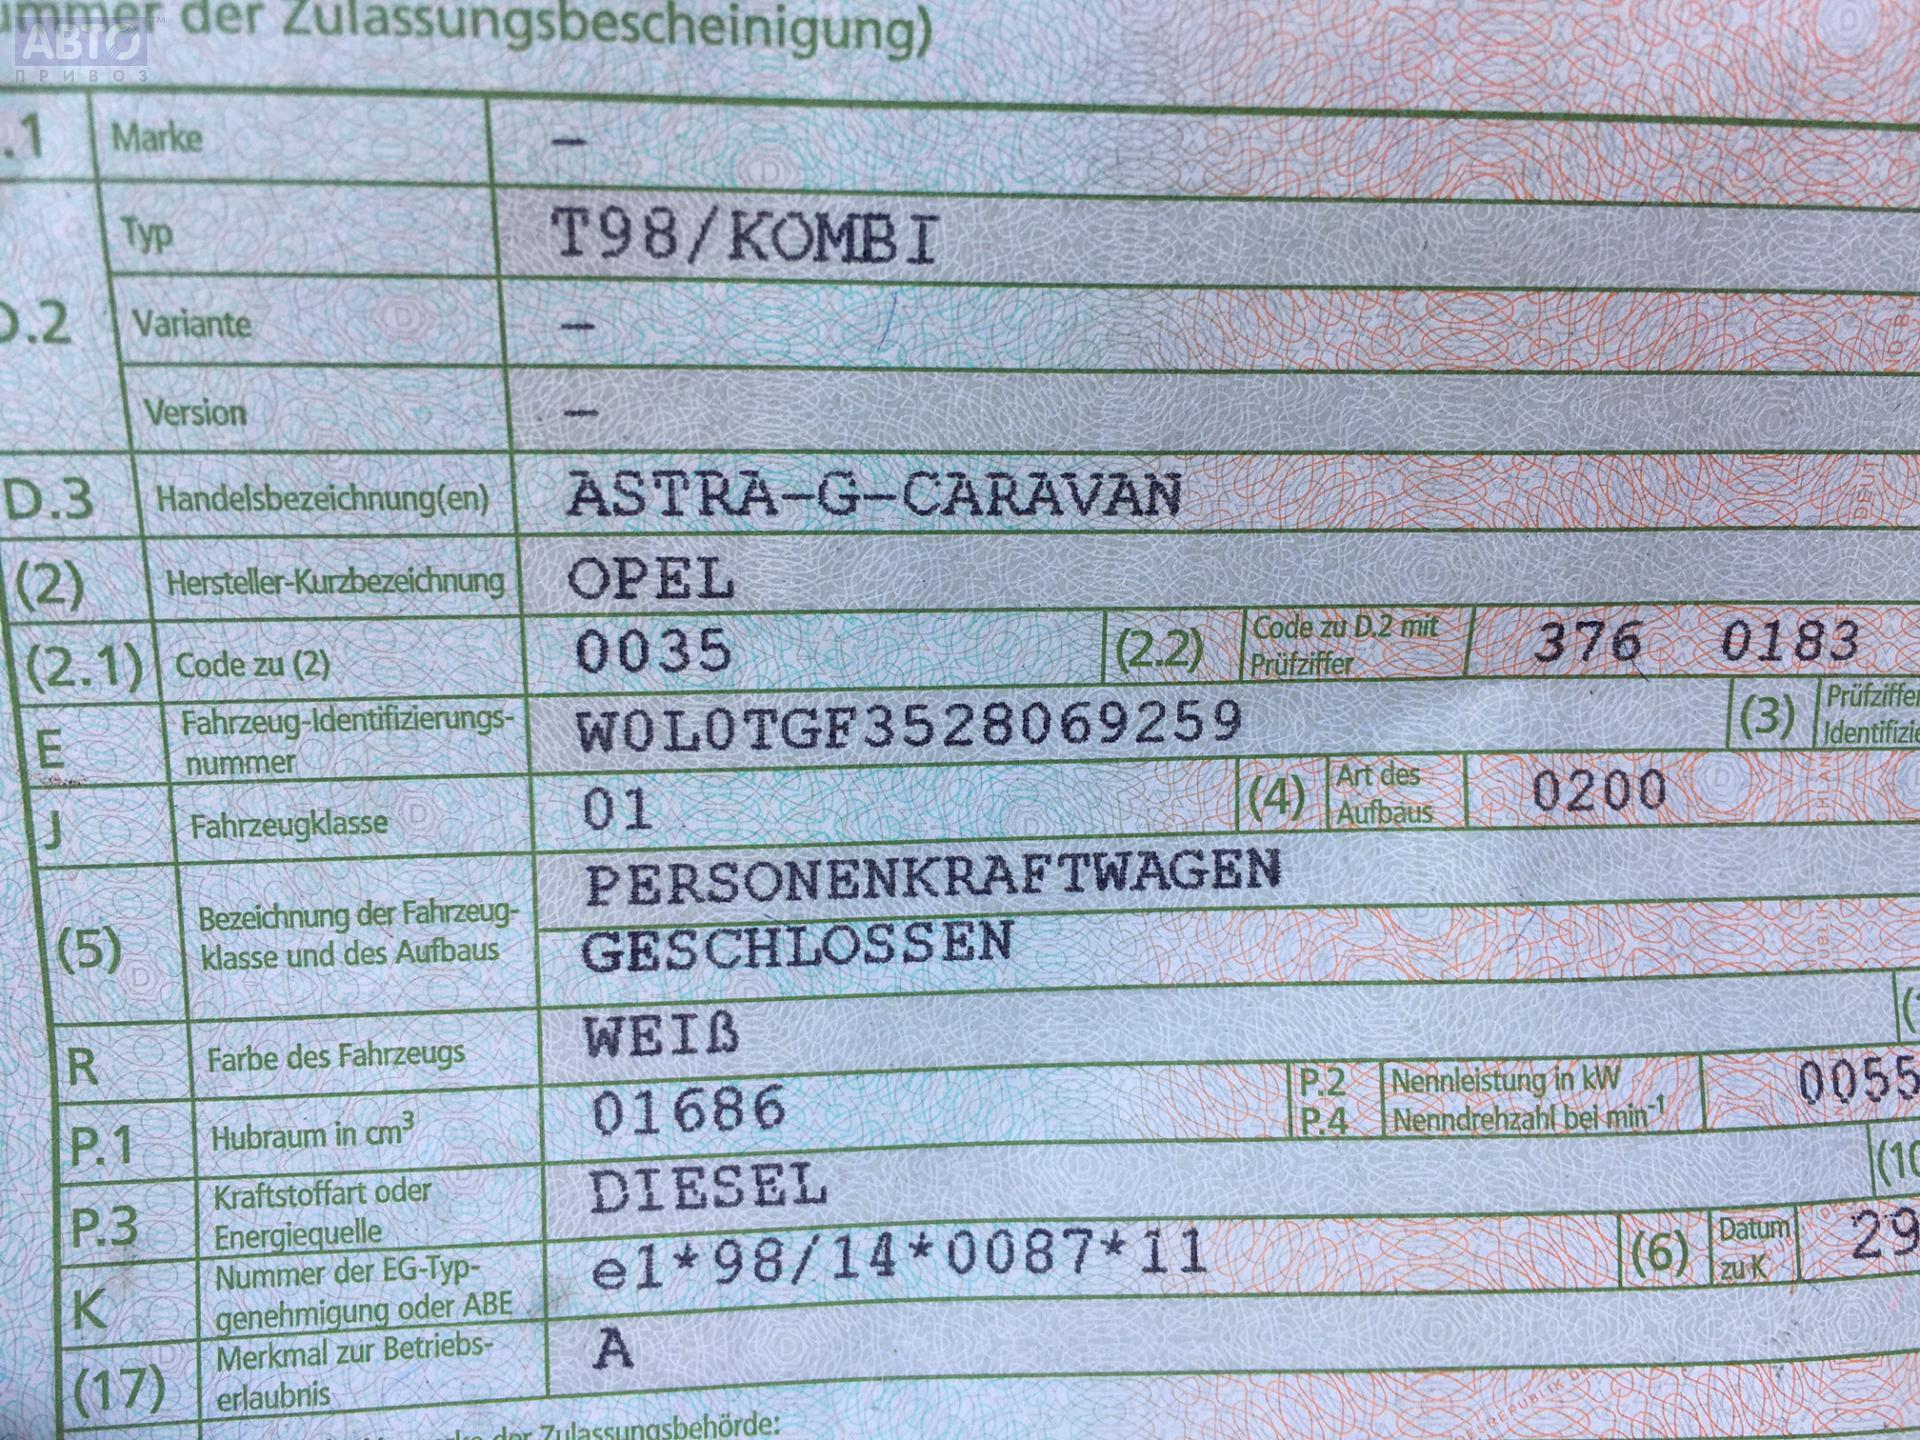 АВТО™
ПРИВОЗ
ummer der Zulassungsbescheinigung)
.1 Marke –
D.2 Typ T98/KOMBI
Variante –
Version –
D.3 Handelsbezeichnung(en) ASTRA-G-CARAVAN
(2) Hersteller-Kurzbezeichnung OPEL
(2.1) Code zu (2) 0035 (2.2) Code zu D.2 mit
Prüfziffer 376 0183
E Fahrzeug-Identifizierungs-
nummer W0L0TGF3528069259 (3) Prüfziffer
Identifizie
J Fahrzeugklasse 01 (4) Art des
Aufbaus 0200
(5) Bezeichnung der Fahrzeug-
klasse und des Aufbaus PERSONENKRAFTWAGEN
GESCHLOSSEN
R Farbe des Fahrzeugs WEIß
P.1 Hubraum in cm³ 01686 P.2 Nennleistung in kW
P.4 Nenndrehzahl bei min⁻¹ 0055
P.3 Kraftstoffart oder
Energiequelle DIESEL (10
K Nummer der EG-Typ-
genehmigung oder ABE e1*98/14*0087*11 (6) Datum
zu K 29
(17) Merkmal zur Betriebs-
erlaubnis A
der Zulassungsbehörde: